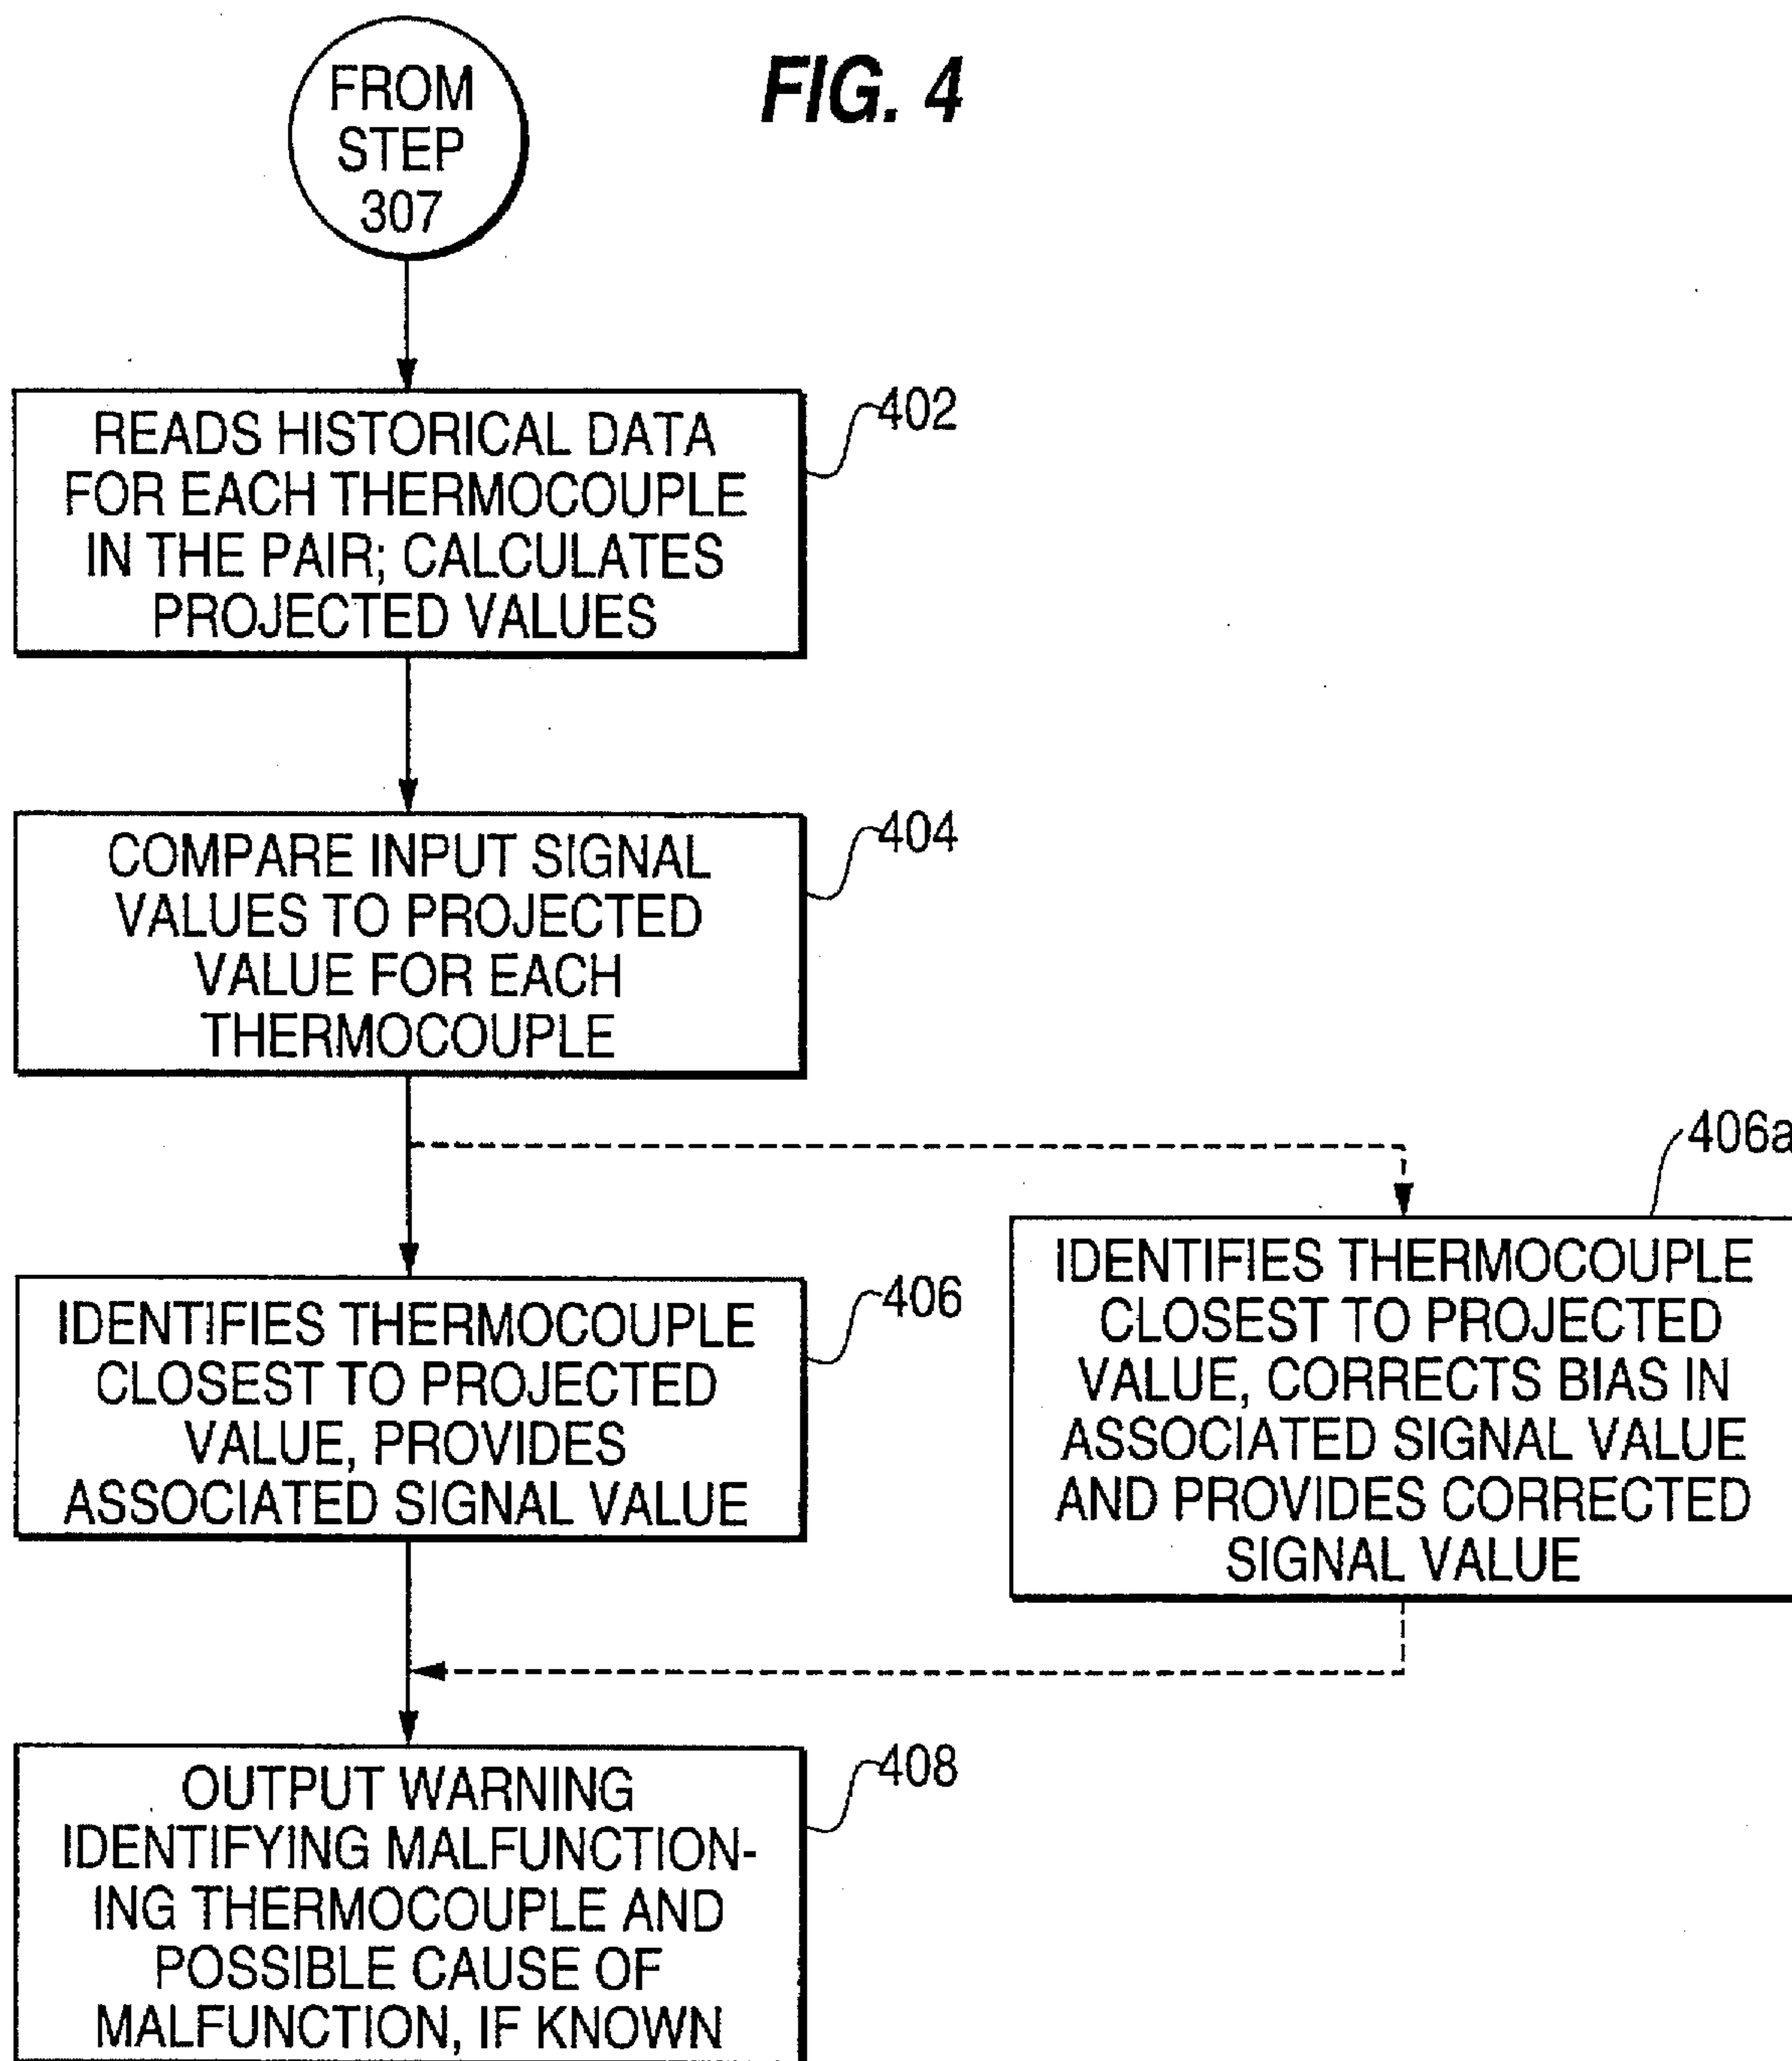 FROM
STEP
307
FIG. 4
READS HISTORICAL DATA
FOR EACH THERMOCOUPLE
IN THE PAIR; CALCULATES
PROJECTED VALUES
402
COMPARE INPUT SIGNAL
VALUES TO PROJECTED
VALUE FOR EACH
THERMOCOUPLE
404
IDENTIFIES THERMOCOUPLE
CLOSEST TO PROJECTED
VALUE, PROVIDES
ASSOCIATED SIGNAL VALUE
406
IDENTIFIES THERMOCOUPLE
CLOSEST TO PROJECTED
VALUE, CORRECTS BIAS IN
ASSOCIATED SIGNAL VALUE
AND PROVIDES CORRECTED
SIGNAL VALUE
406a
OUTPUT WARNING
IDENTIFYING MALFUNCTION-
ING THERMOCOUPLE AND
POSSIBLE CAUSE OF
MALFUNCTION, IF KNOWN
408